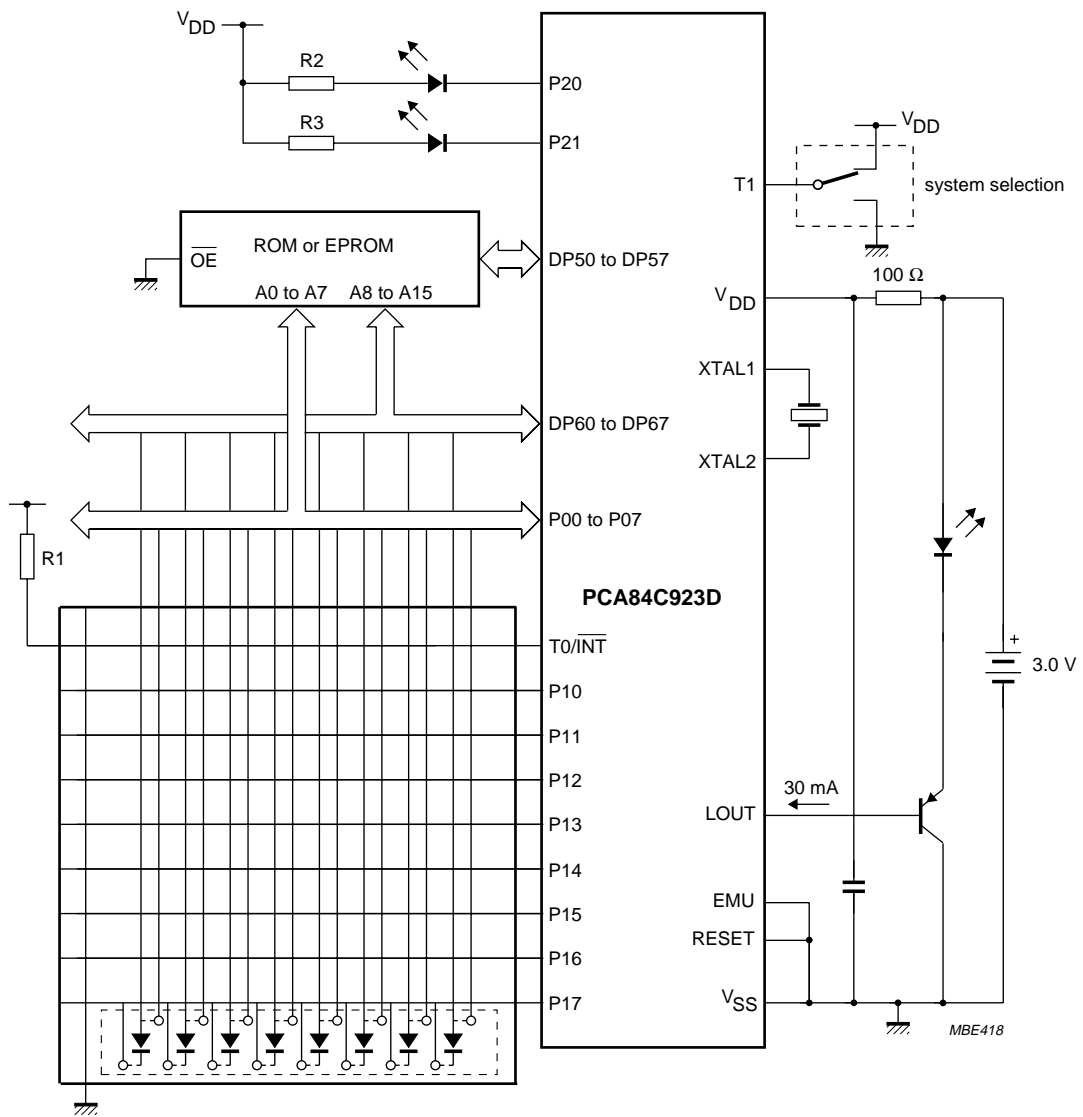 VDD
R2
P20
R3
P21
VDD
T1
system selection
ROM or EPROM
OE
DP50 to DP57
A0 to A7
A8 to A15
100 Ω
VDD
XTAL1
DP60 to DP67
XTAL2
P00 to P07
R1
PCA84C923D
T0/INT
+
3.0 V
P10
P11
P12
30 mA
LOUT
P13
P14
EMU
P15
RESET
P16
P17
VSS
MBE418